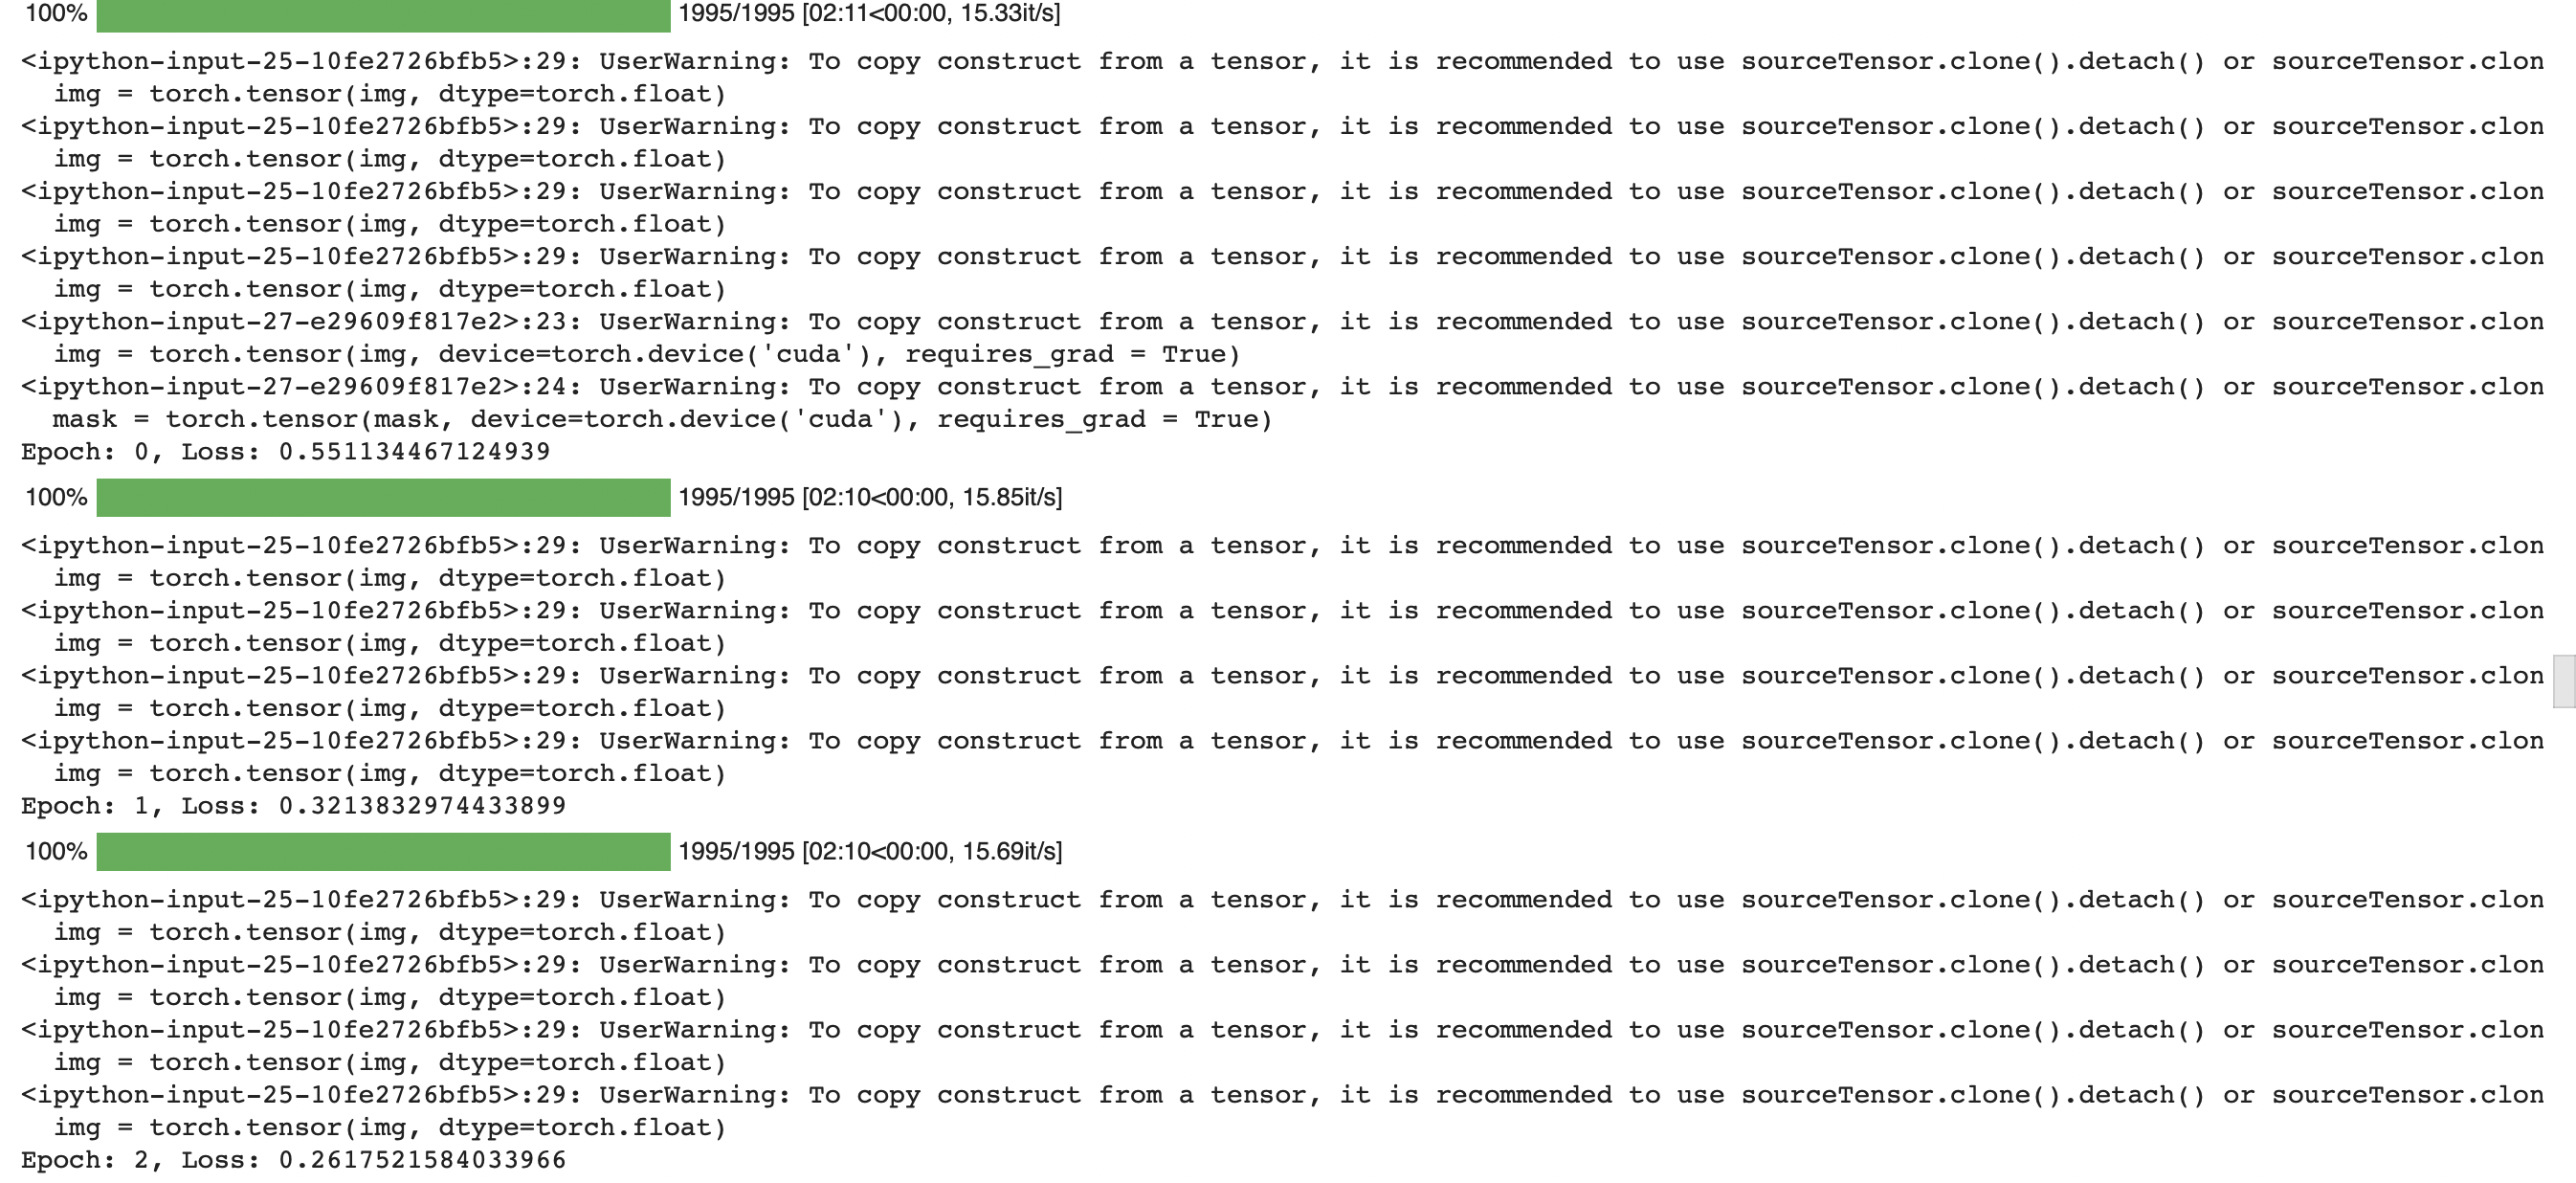 100% 1995/1995 [02:11<00:00, 15.33it/s]
<ipython-input-25-10fe2726bfb5>:29: UserWarning: To copy construct from a tensor, it is recommended to use sourceTensor.clone().detach() or sourceTensor.clon
  img = torch.tensor(img, dtype=torch.float)
<ipython-input-25-10fe2726bfb5>:29: UserWarning: To copy construct from a tensor, it is recommended to use sourceTensor.clone().detach() or sourceTensor.clon
  img = torch.tensor(img, dtype=torch.float)
<ipython-input-25-10fe2726bfb5>:29: UserWarning: To copy construct from a tensor, it is recommended to use sourceTensor.clone().detach() or sourceTensor.clon
  img = torch.tensor(img, dtype=torch.float)
<ipython-input-25-10fe2726bfb5>:29: UserWarning: To copy construct from a tensor, it is recommended to use sourceTensor.clone().detach() or sourceTensor.clon
  img = torch.tensor(img, dtype=torch.float)
<ipython-input-27-e29609f817e2>:23: UserWarning: To copy construct from a tensor, it is recommended to use sourceTensor.clone().detach() or sourceTensor.clon
  img = torch.tensor(img, device=torch.device('cuda'), requires_grad = True)
<ipython-input-27-e29609f817e2>:24: UserWarning: To copy construct from a tensor, it is recommended to use sourceTensor.clone().detach() or sourceTensor.clon
  mask = torch.tensor(mask, device=torch.device('cuda'), requires_grad = True)
Epoch: 0, Loss: 0.551134467124939
100% 1995/1995 [02:10<00:00, 15.85it/s]
<ipython-input-25-10fe2726bfb5>:29: UserWarning: To copy construct from a tensor, it is recommended to use sourceTensor.clone().detach() or sourceTensor.clon
  img = torch.tensor(img, dtype=torch.float)
<ipython-input-25-10fe2726bfb5>:29: UserWarning: To copy construct from a tensor, it is recommended to use sourceTensor.clone().detach() or sourceTensor.clon
  img = torch.tensor(img, dtype=torch.float)
<ipython-input-25-10fe2726bfb5>:29: UserWarning: To copy construct from a tensor, it is recommended to use sourceTensor.clone().detach() or sourceTensor.clon
  img = torch.tensor(img, dtype=torch.float)
<ipython-input-25-10fe2726bfb5>:29: UserWarning: To copy construct from a tensor, it is recommended to use sourceTensor.clone().detach() or sourceTensor.clon
  img = torch.tensor(img, dtype=torch.float)
Epoch: 1, Loss: 0.3213832974433899
100% 1995/1995 [02:10<00:00, 15.69it/s]
<ipython-input-25-10fe2726bfb5>:29: UserWarning: To copy construct from a tensor, it is recommended to use sourceTensor.clone().detach() or sourceTensor.clon
  img = torch.tensor(img, dtype=torch.float)
<ipython-input-25-10fe2726bfb5>:29: UserWarning: To copy construct from a tensor, it is recommended to use sourceTensor.clone().detach() or sourceTensor.clon
  img = torch.tensor(img, dtype=torch.float)
<ipython-input-25-10fe2726bfb5>:29: UserWarning: To copy construct from a tensor, it is recommended to use sourceTensor.clone().detach() or sourceTensor.clon
  img = torch.tensor(img, dtype=torch.float)
<ipython-input-25-10fe2726bfb5>:29: UserWarning: To copy construct from a tensor, it is recommended to use sourceTensor.clone().detach() or sourceTensor.clon
  img = torch.tensor(img, dtype=torch.float)
Epoch: 2, Loss: 0.2617521584033966